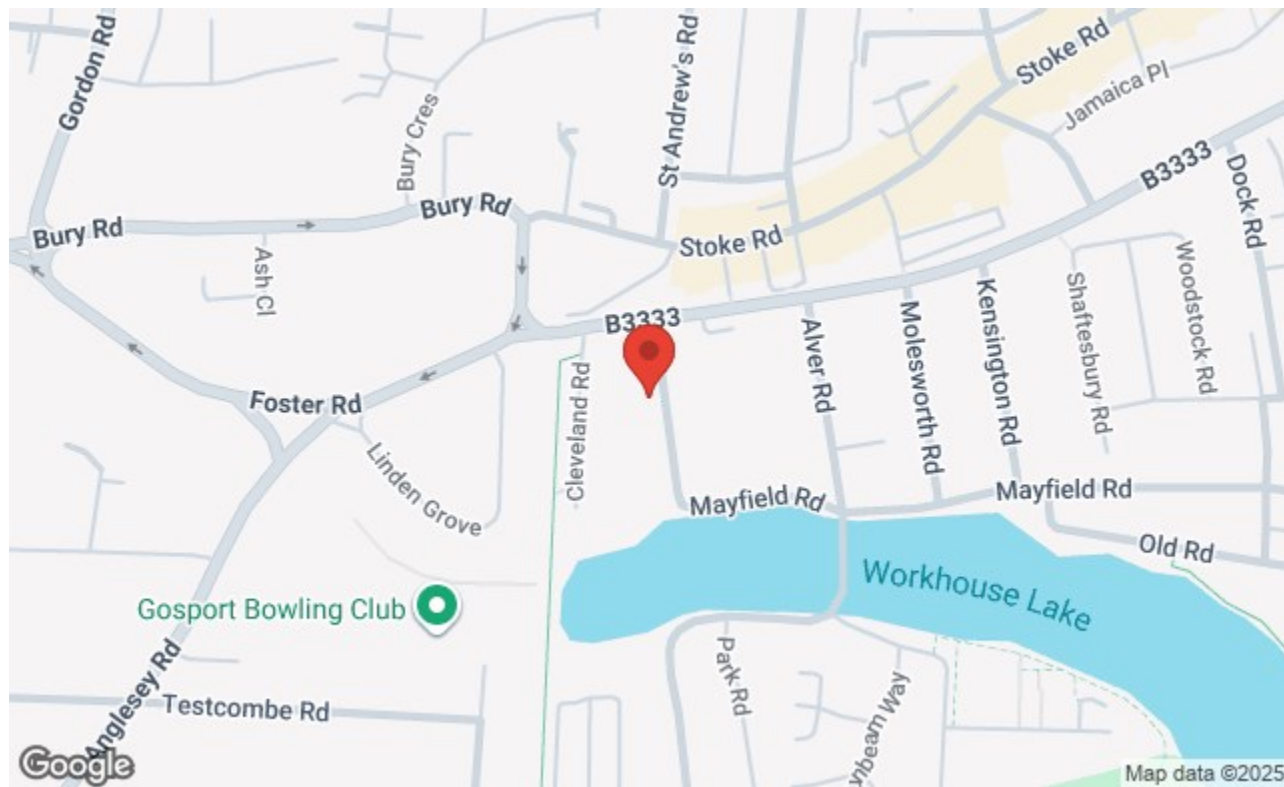 Gordon Rd
Bury Cres
St Andrew's Rd
Stoke Rd
Jamaica Pl
B3333
Dock Rd
Bury Rd
Bury Rd
Ash Cl
Stoke Rd
B3333
Alver Rd
Molesworth Rd
Kensington Rd
Shaftesbury Rd
Woodstock Rd
Foster Rd
Linden Grove
Cleveland Rd
Mayfield Rd
Mayfield Rd
Old Rd
Workhouse Lake
Gosport Bowling Club
Anglesey Rd
Testcombe Rd
Park Rd
Way
Google
Map data ©2025